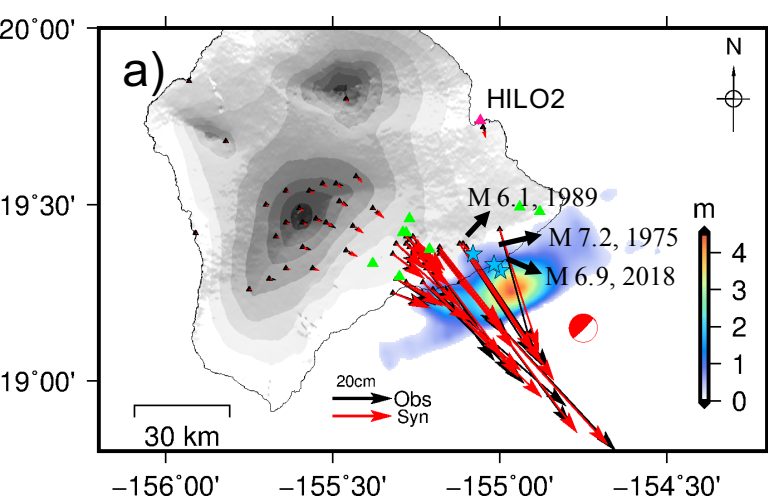 20°00'
a)
N
HILO2
19°30'
M 6.1, 1989
m
M 7.2, 1975
4
M 6.9, 2018
3
2
1
0
19°00'
20cm
Obs
Syn
30 km
−156°00' −155°30' −155°00' −154°30'